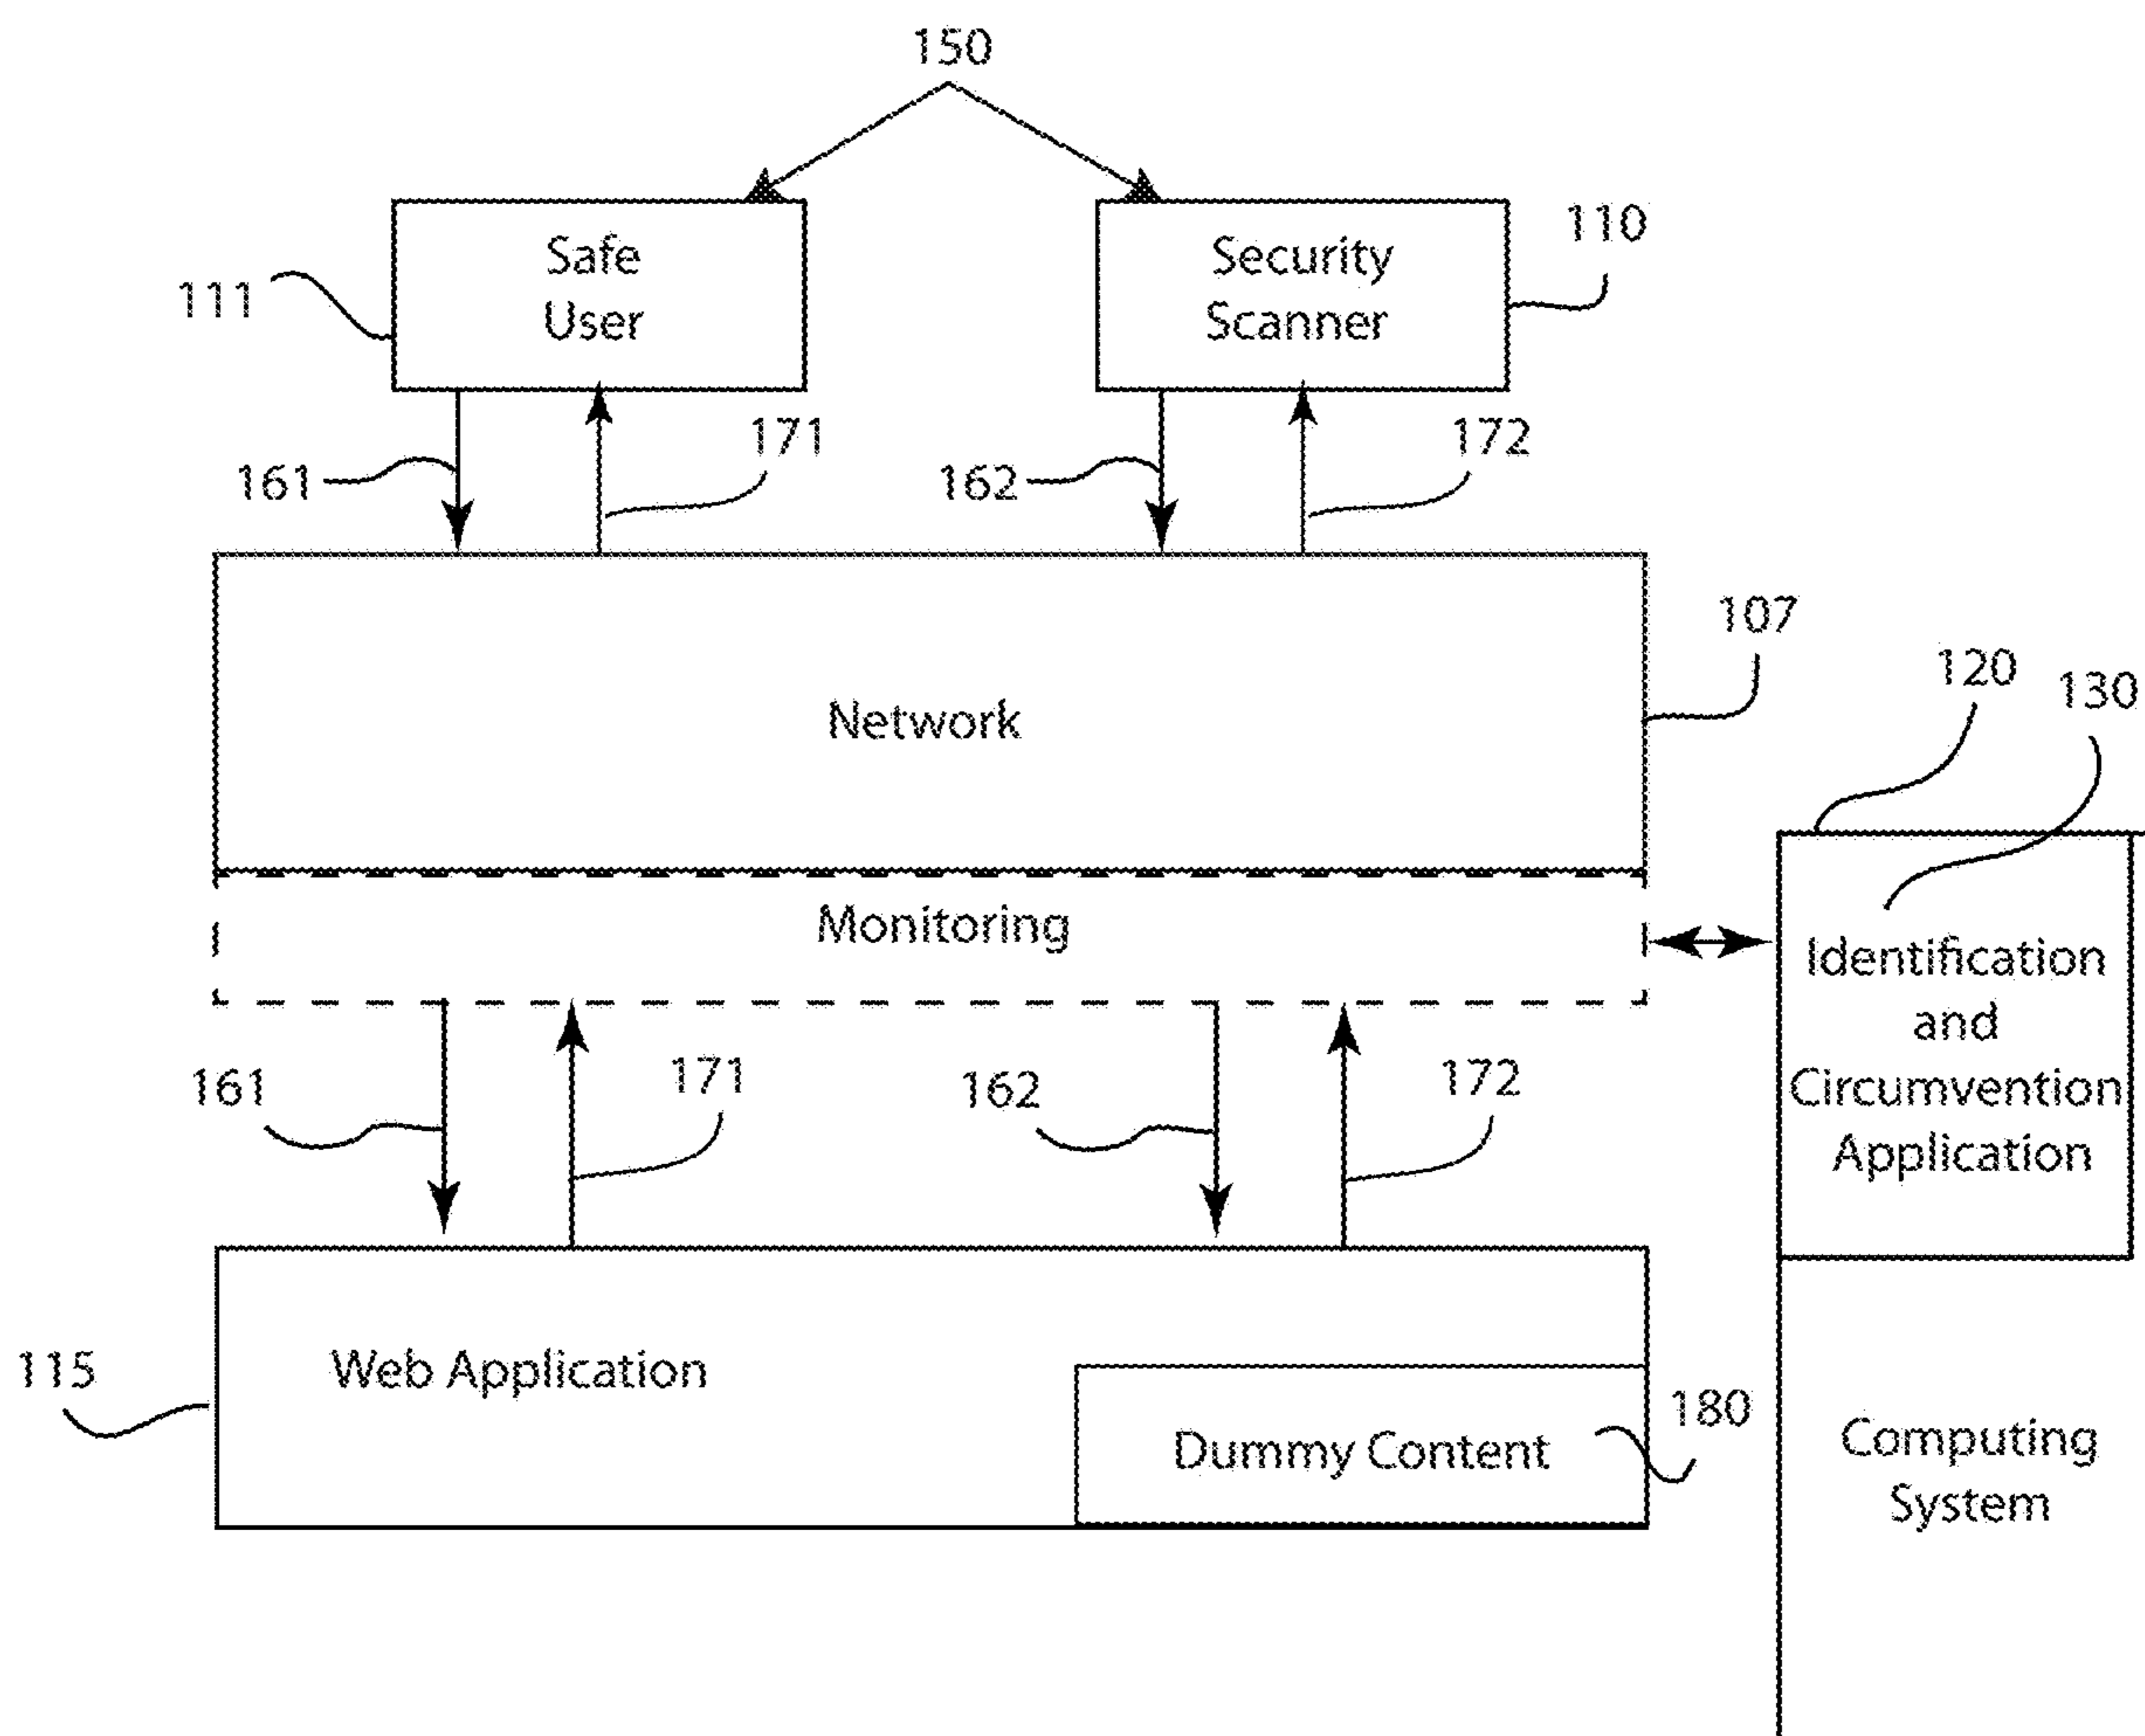 150
Safe
User
Security
Scanner
110
111
161
171
162
172
Network
107
120
130
Monitoring
Identification
and
Circumvention
Application
161
171
162
172
115
Web Application
Dummy Content
180
Computing
System